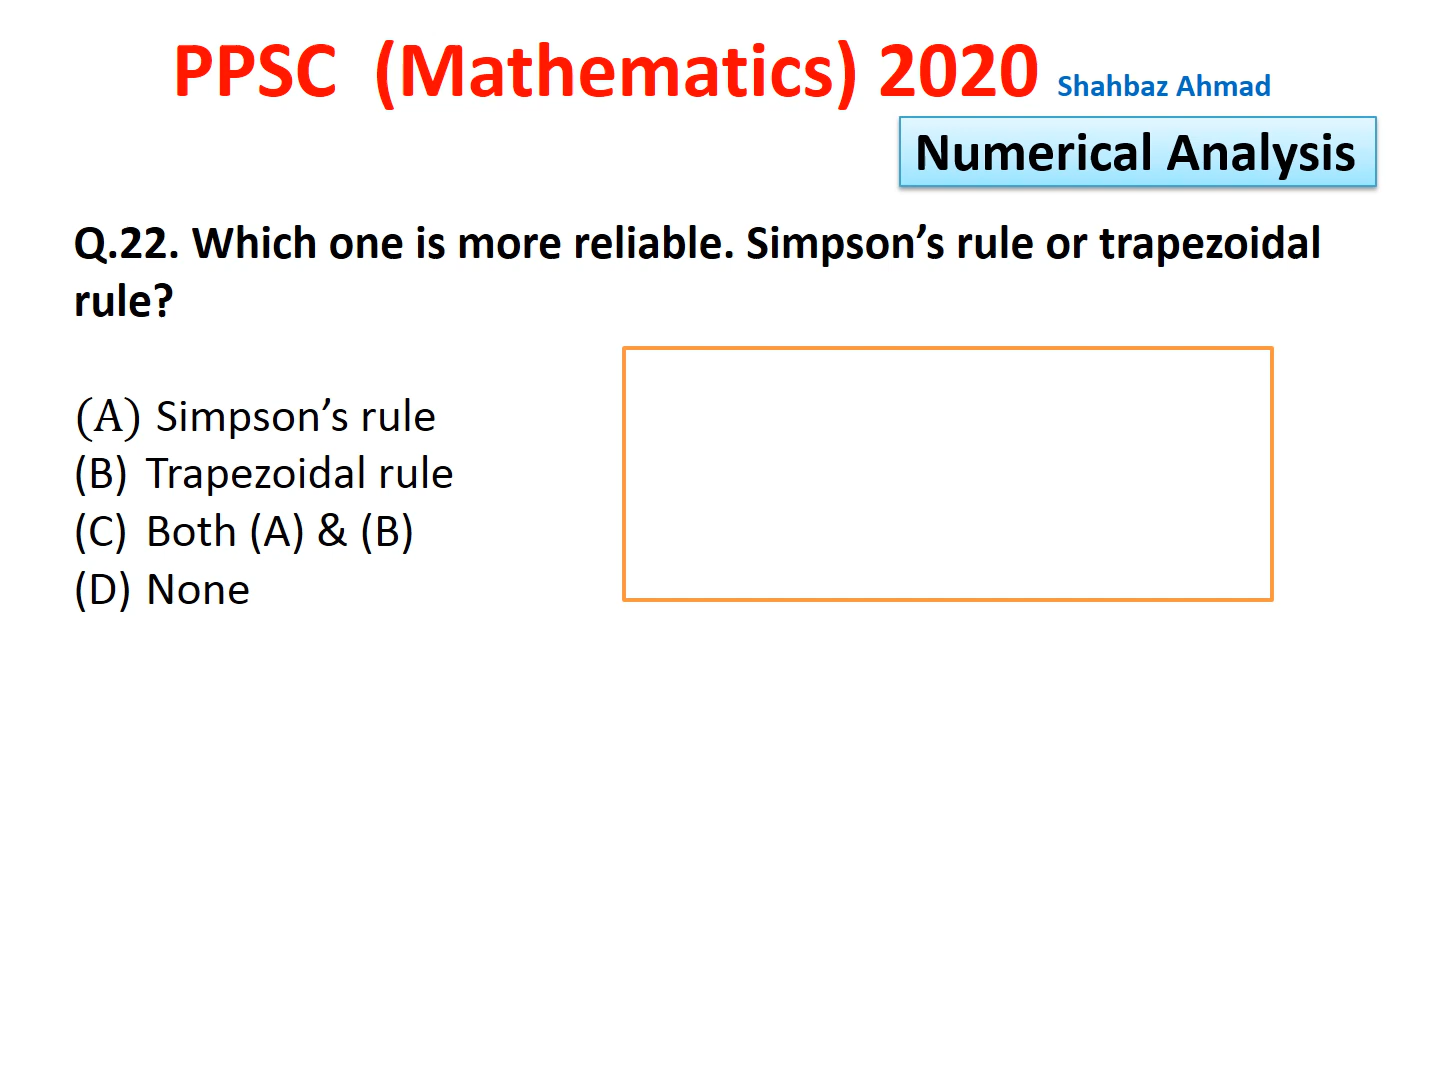 PPSC (Mathematics) 2020 Shahbaz Ahmad
Numerical Analysis
Q.22. Which one is more reliable. Simpson’s rule or trapezoidal
rule?
(A) Simpson’s rule
(B) Trapezoidal rule
(C) Both (A) & (B)
(D) None